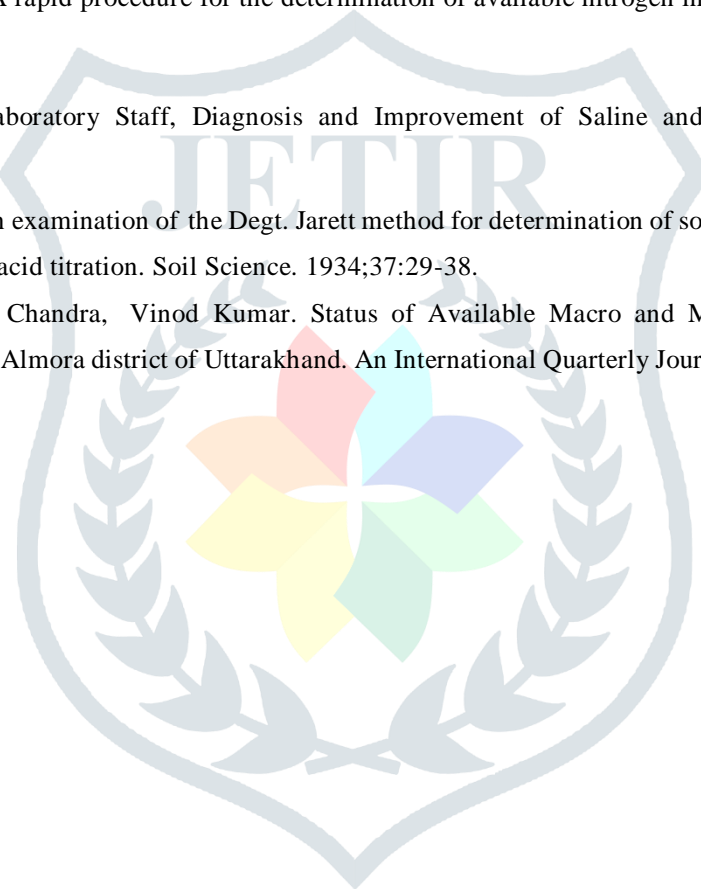 rapid procedure for the determination of available nitrogen in
aboratory Staff, Diagnosis and Improvement of Saline and
JETIR
n examination of the Degt. Jarett method for determination of so
acid titration. Soil Science. 1934;37:29-38.
Chandra, Vinod Kumar. Status of Available Macro and M
Almora district of Uttarakhand. An International Quarterly Jour